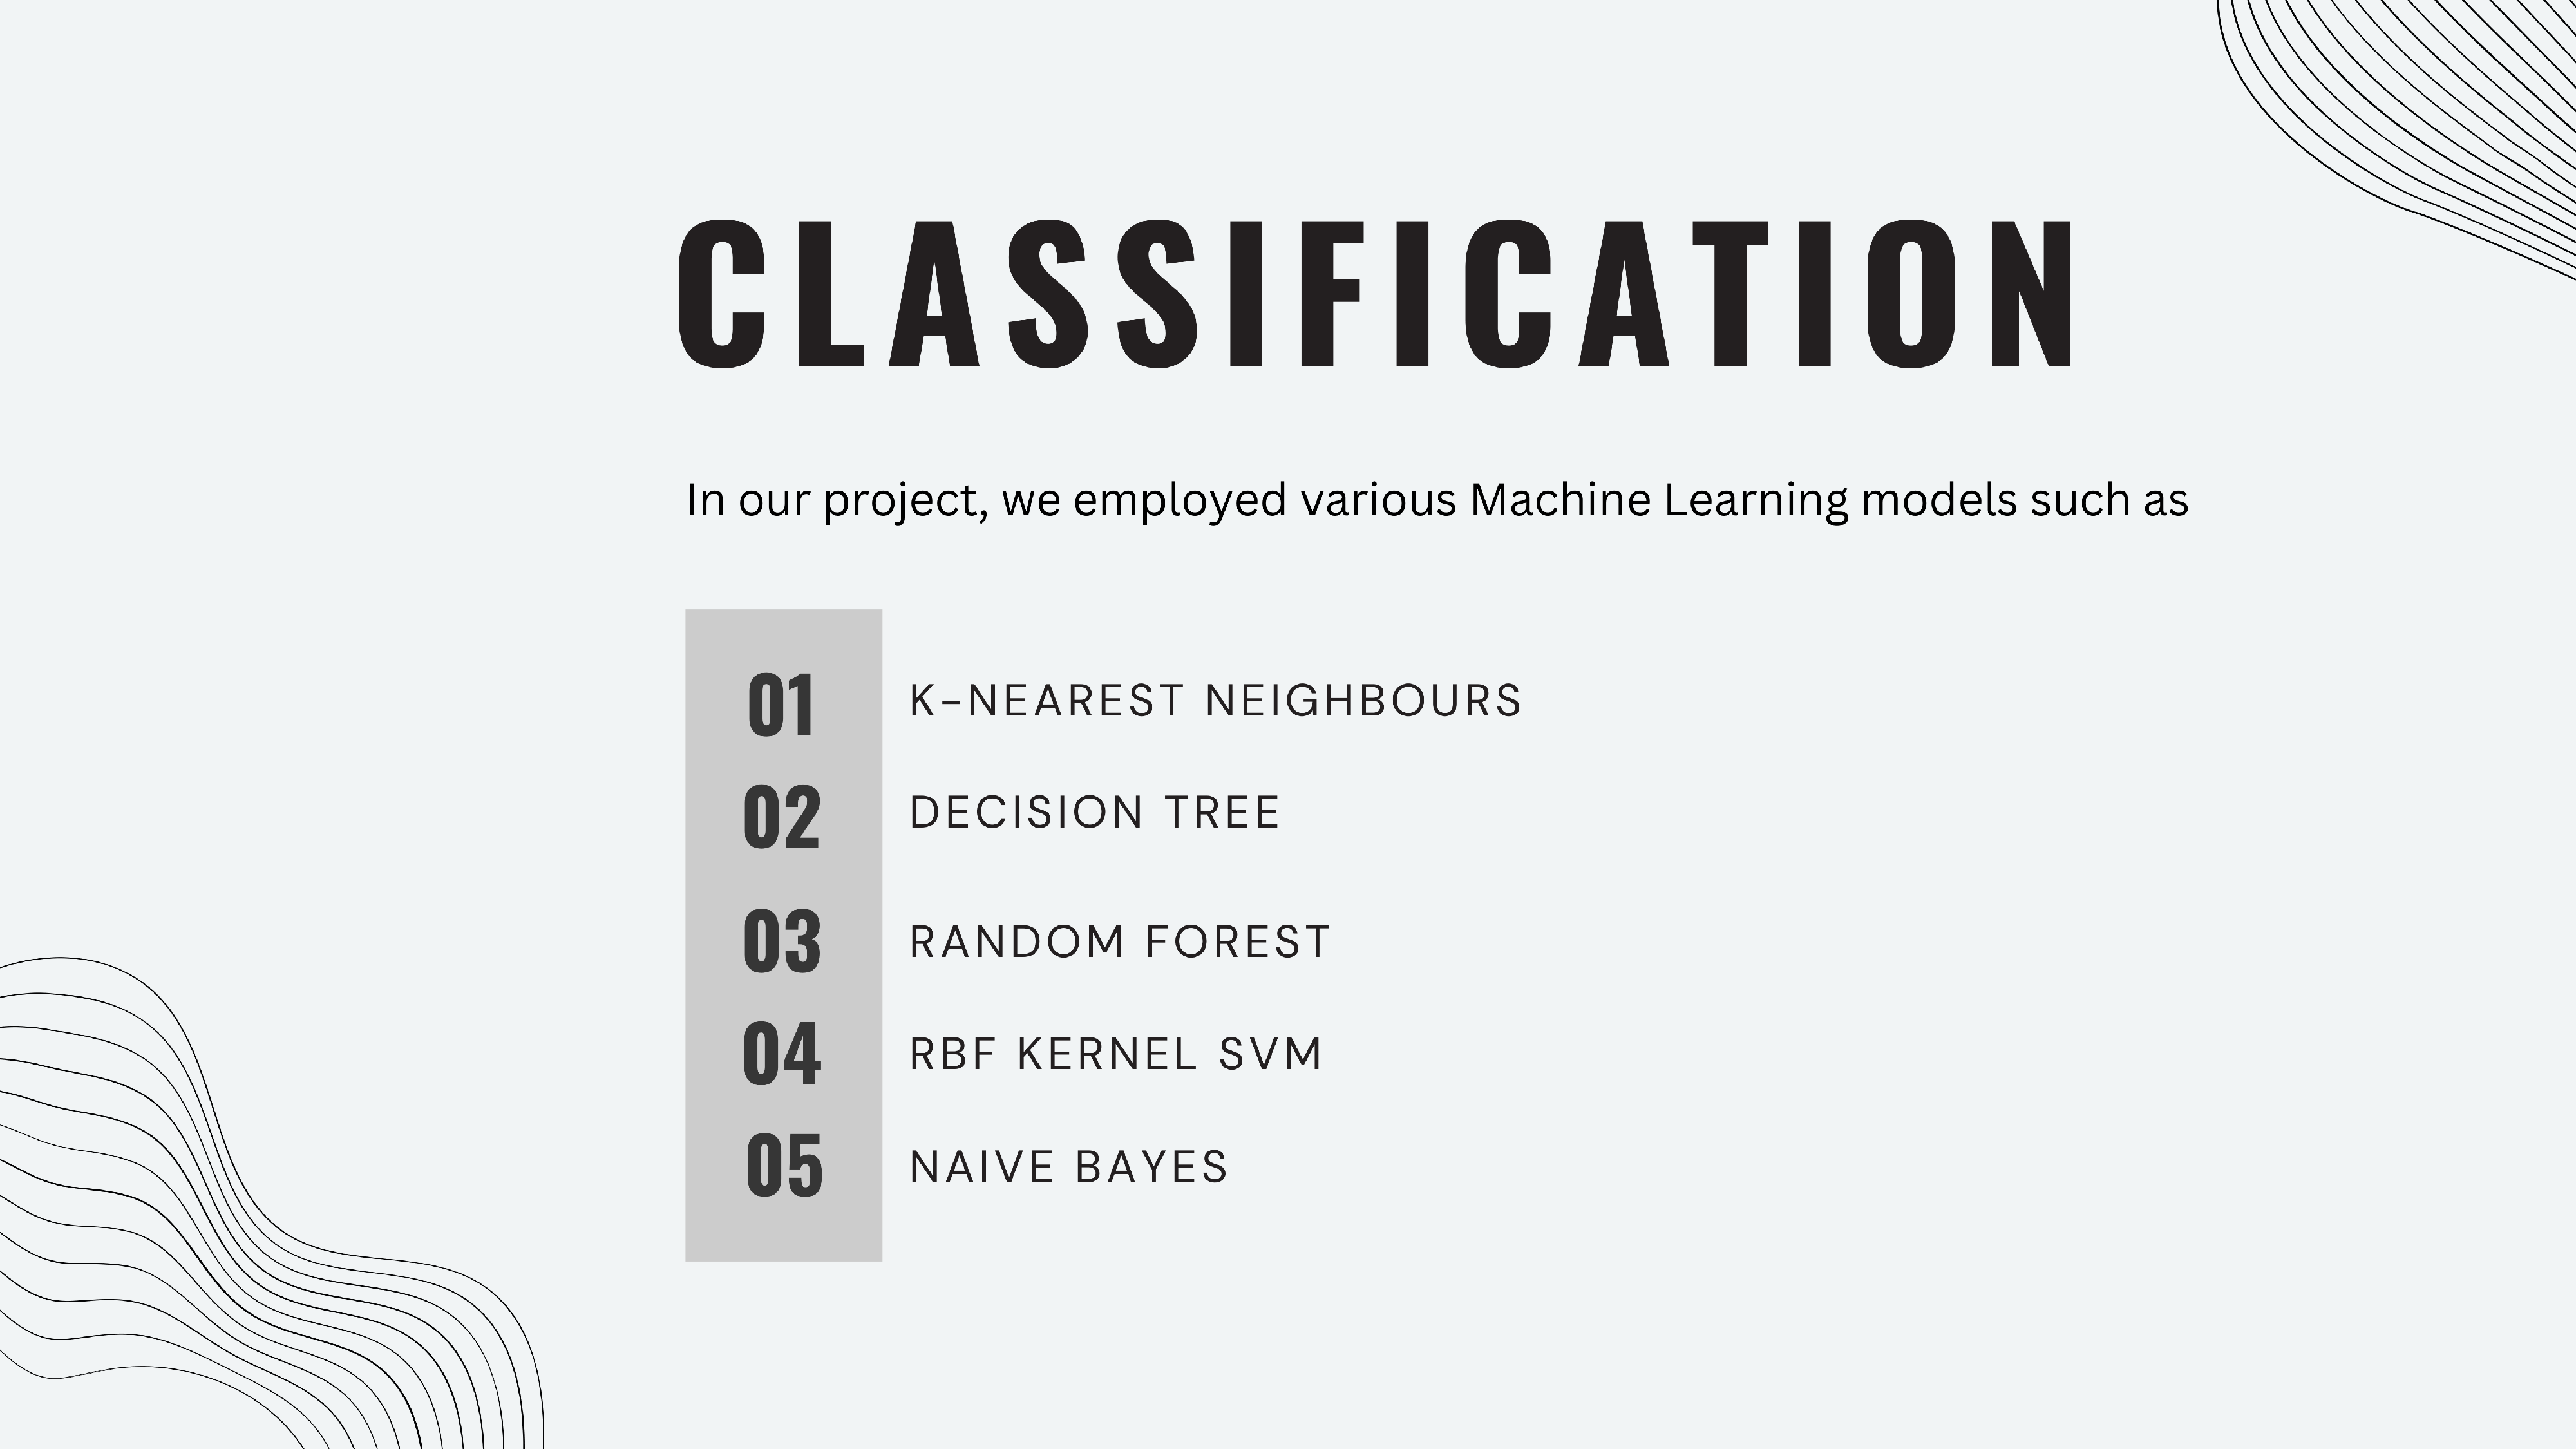 CLASSIFICATION
In our project, we employed various Machine Learning models such as
01 K-NEAREST NEIGHBOURS
02 DECISION TREE
03 RANDOM FOREST
04 RBF KERNEL SVM
05 NAIVE BAYES